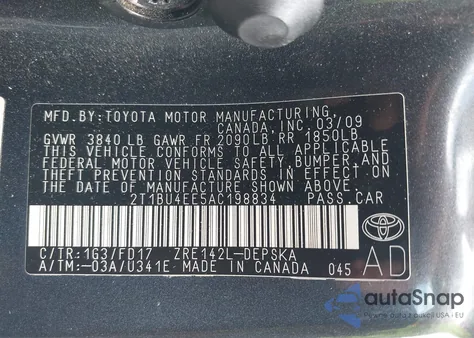 MFD.BY:TOYOTA MOTOR MANUFACTURING,
CANADA,INC 03/09
GVWR 3840LB GAWR FR 2090LB RR 1850LB
THIS VEHICLE CONFORMS TO ALL APPLICABLE
FEDERAL MOTOR VEHICLE SAFETY,BUMPER,AND
THEFT PREVENTION STANDARDS IN EFFECT ON THE
DATE OF MANUFACTURE SHOWN ABOVE.
2T1BU4EE5AC198834 PASS.CAR
C/TR:1G3/FD17 ZRE142L-DEPSKA
A/TM:-03A/U341E MADE IN CANADA 045 AD
autoSnap